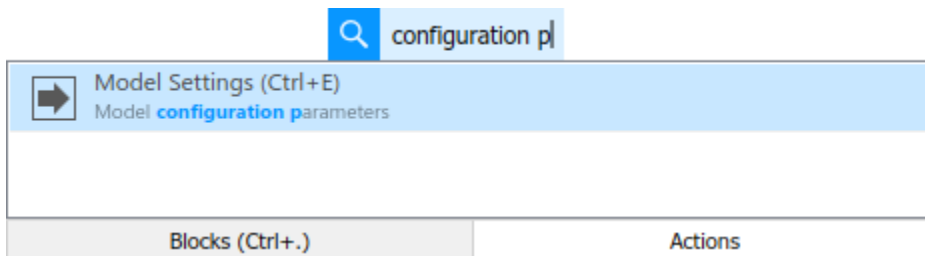 configuration p
Model Settings (Ctrl+E)
Model configuration parameters
Blocks (Ctrl+.) Actions